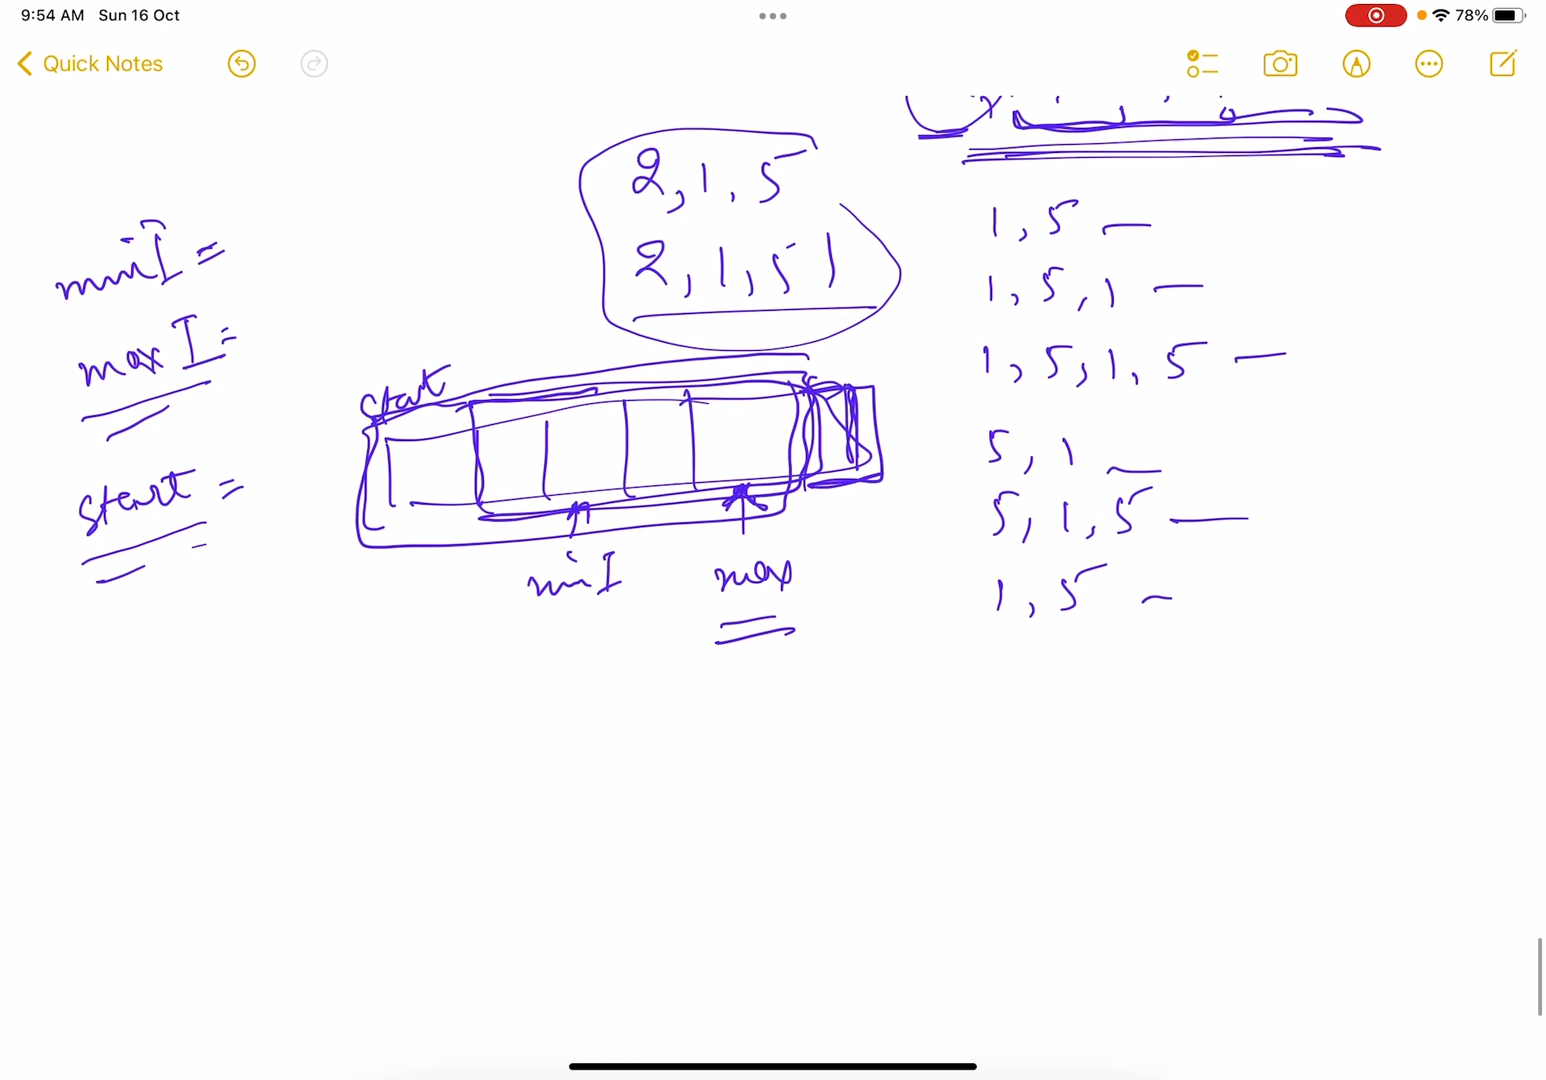 9:54 AM Sun 16 Oct
78%
Quick Notes
2, 1, 5
2, 1, 5 1
minI =
maxI =
start =
start
minI
max
1, 5 —
1, 5, 1 —
1, 5, 1, 5 —
5, 1 —
5, 1, 5 —
1, 5 –